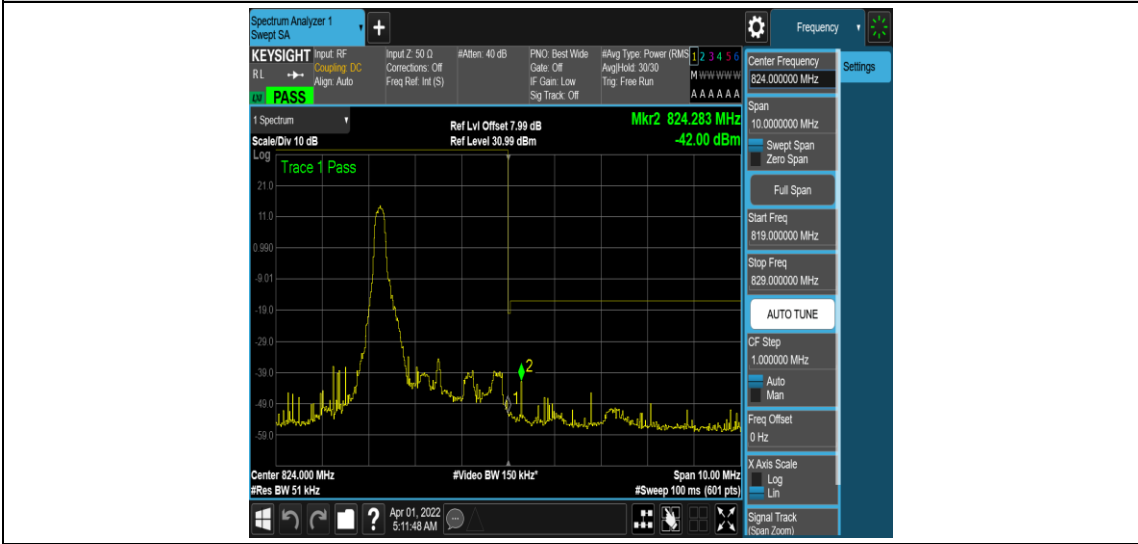 Spectrum Analyzer 1
Swept SA
+
Frequency
KEYSIGHT
RL
PASS
Input: RF
Coupling: DC
Align: Auto
Input Z: 50 Ω
Corrections: Off
Freq Ref: Int (S)
#Atten: 40 dB
PNO: Best Wide
Gate: Off
IF Gain: Low
Sig Track: Off
#Avg Type: Power (RMS
Avg|Hold: 30/30
Trig: Free Run
1 2 3 4 5 6
M W W W W W
A A A A A A
1 Spectrum
Scale/Div 10 dB
Ref Lvl Offset 7.99 dB
Ref Level 30.99 dBm
Mkr2 824.283 MHz
-42.00 dBm
Log
Trace 1 Pass
21.0
11.0
0.990
-9.01
-19.0
-29.0
-39.0
-49.0
-59.0
2
1
Center 824.000 MHz
#Res BW 51 kHz
#Video BW 150 kHz*
Span 10.00 MHz
#Sweep 100 ms (601 pts)
?
Apr 01, 2022
5:11:48 AM
Center Frequency
824.000000 MHz
Settings
Span
10.0000000 MHz
Swept Span
Zero Span
Full Span
Start Freq
819.000000 MHz
Stop Freq
829.000000 MHz
AUTO TUNE
CF Step
1.000000 MHz
Auto
Man
Freq Offset
0 Hz
X Axis Scale
Log
Lin
Signal Track
(Span Zoom)